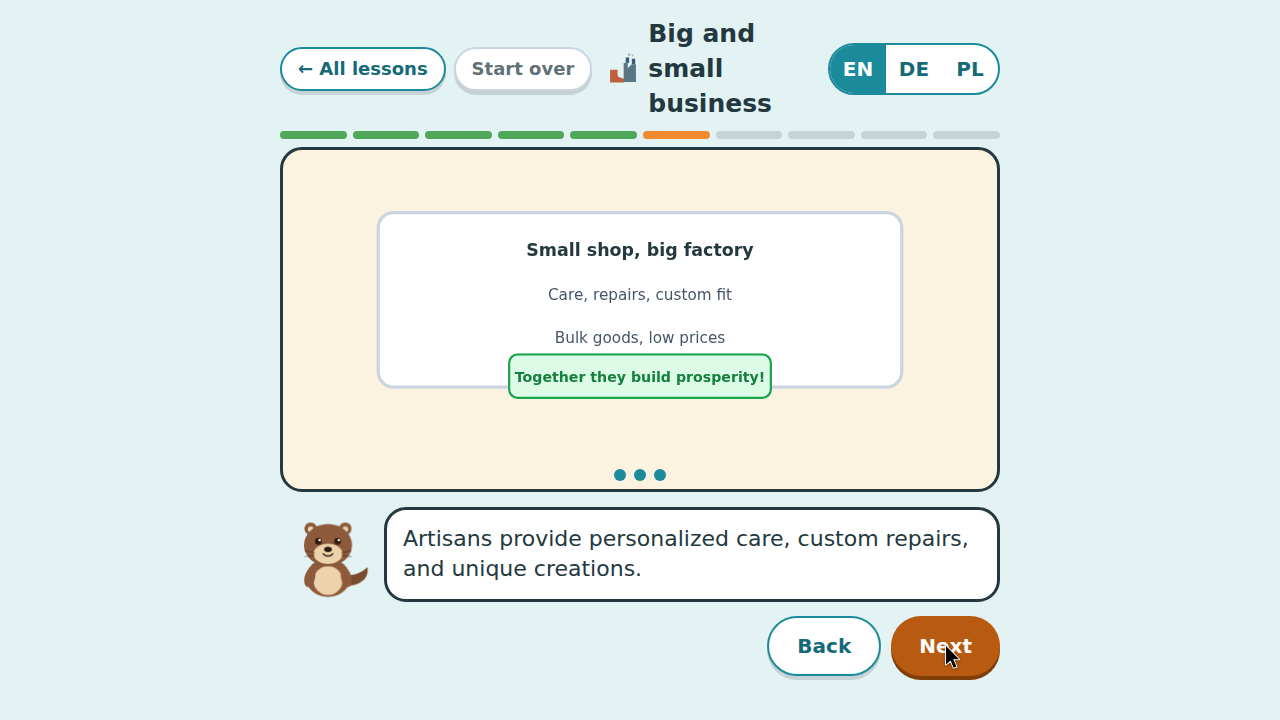 ← All lessons
Start over
Big and
small
business
EN
DE
PL
Small shop, big factory
Care, repairs, custom fit
Bulk goods, low prices
Together they build prosperity!
Artisans provide personalized care, custom repairs,
and unique creations.
Back
Next